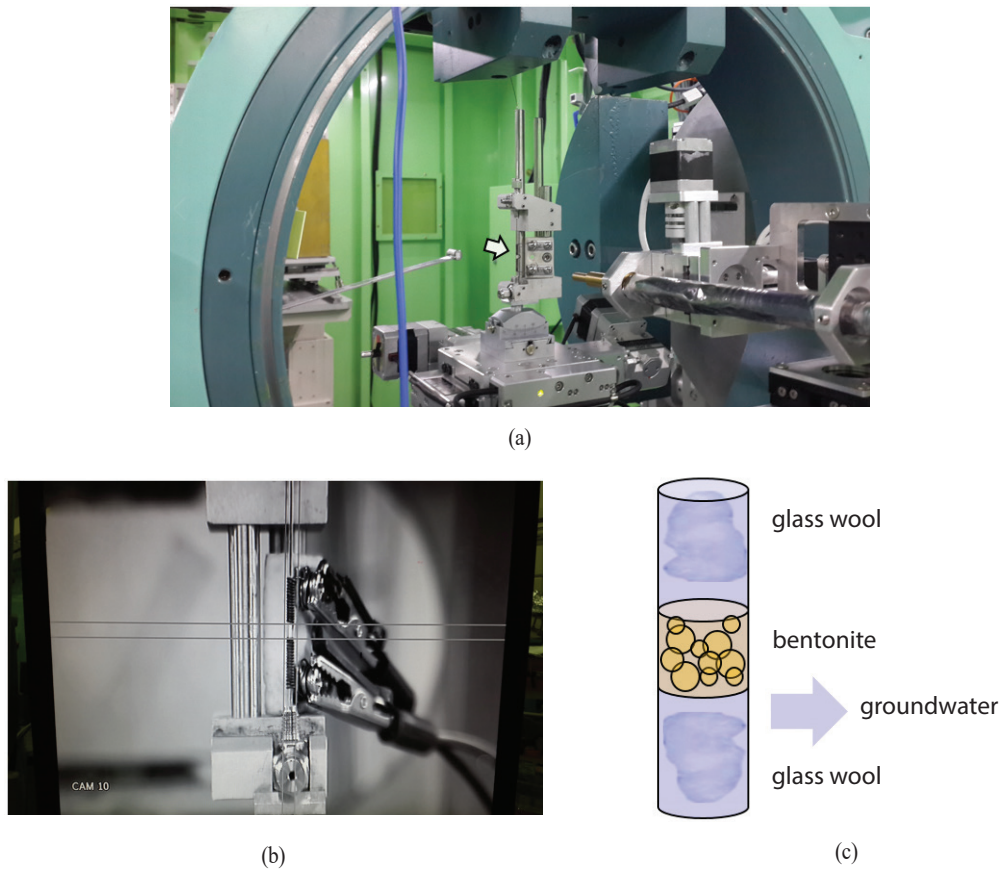 (a)
CAM 10
(b)
glass wool
bentonite
groundwater
glass wool
(c)